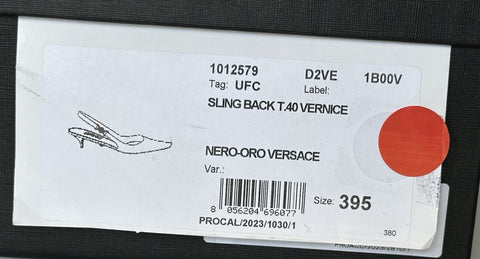 1012579 D2VE 1B00V
Tag: UFC Label:
SLING BACK T.40 VERNICE
NERO-ORO VERSACE
Var.:
Size: 395
8 056204 696077
PROCAL/2023/1030/1
380